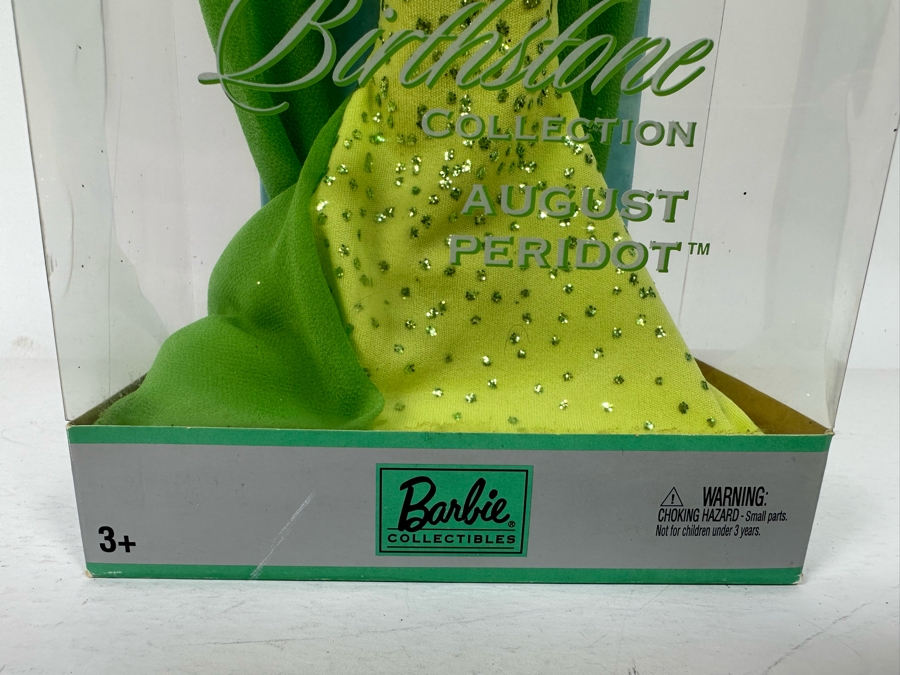 Birthstone
COLLECTION
AUGUST
PERIDOT™
3+
Barbie®
COLLECTIBLES
⚠ WARNING:
CHOKING HAZARD - Small parts.
Not for children under 3 years.